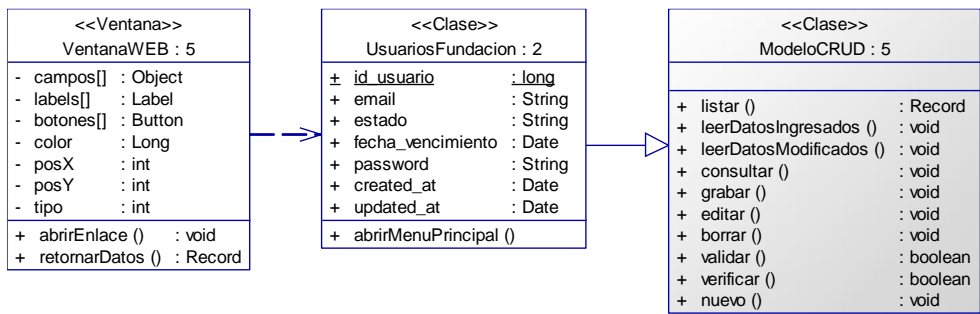 <<Ventana>>
VentanaWEB : 5
- campos[] : Object
- labels[] : Label
- botones[] : Button
- color : Long
- posX : int
- posY : int
- tipo : int
+ abrirEnlace () : void
+ retornarDatos () : Record
<<Clase>>
UsuariosFundacion : 2
+ id_usuario : long
+ email : String
+ estado : String
+ fecha_vencimiento : Date
+ password : String
+ created_at : Date
+ updated_at : Date
+ abrirMenuPrincipal ()
<<Clase>>
ModeloCRUD : 5
+ listar () : Record
+ leerDatosIngresados () : void
+ leerDatosModificados () : void
+ consultar () : void
+ grabar () : void
+ editar () : void
+ borrar () : void
+ validar () : boolean
+ verificar () : boolean
+ nuevo () : void